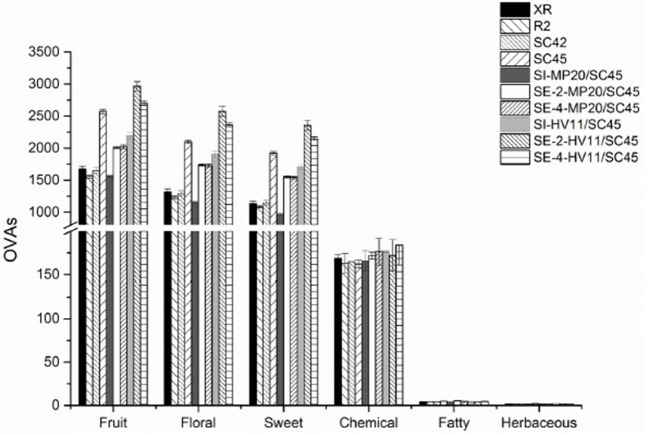 XR
R2
SC42
SC45
SI-MP20/SC45
SE-2-MP20/SC45
SE-4-MP20/SC45
SI-HV11/SC45
SE-2-HV11/SC45
SE-4-HV11/SC45
3500
3000
2500
2000
1500
1000
150
100
50
0
OVAs
Fruit Floral Sweet Chemical Fatty Herbaceous